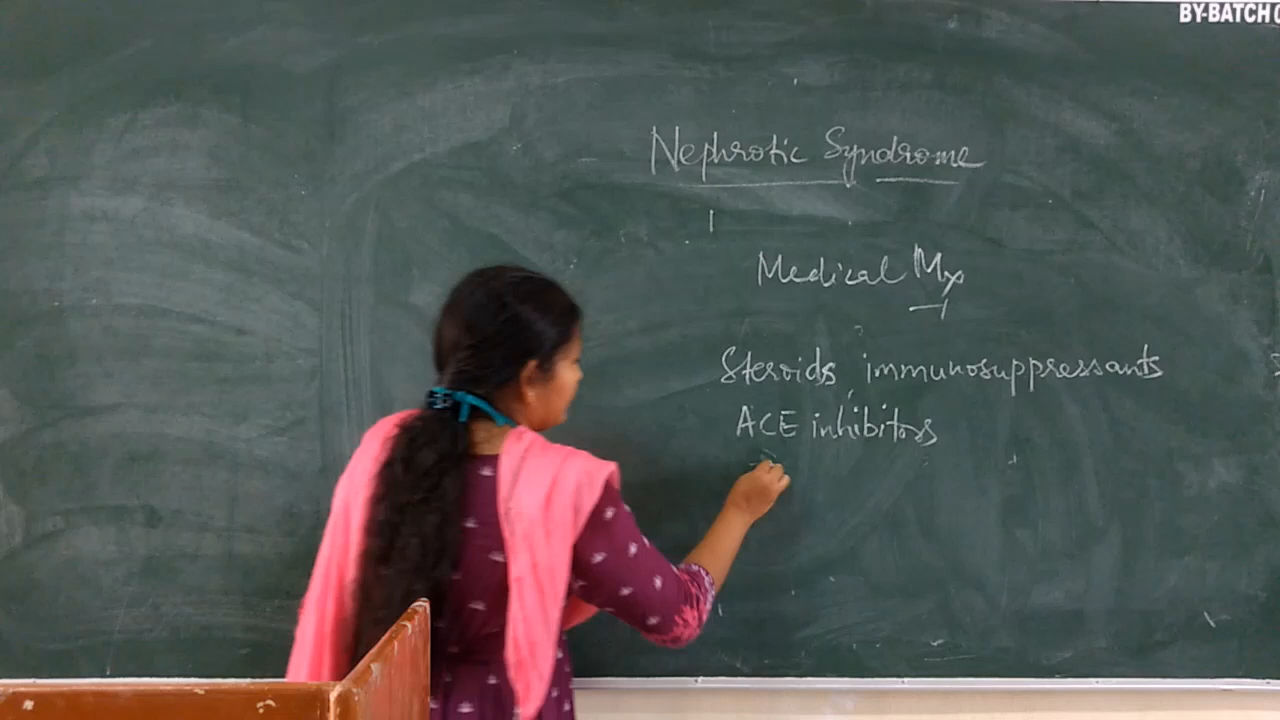 BY-BATCH
Nephrotic Syndrome
Medical Mx
Steroids, immunosuppressants
ACE inhibitors